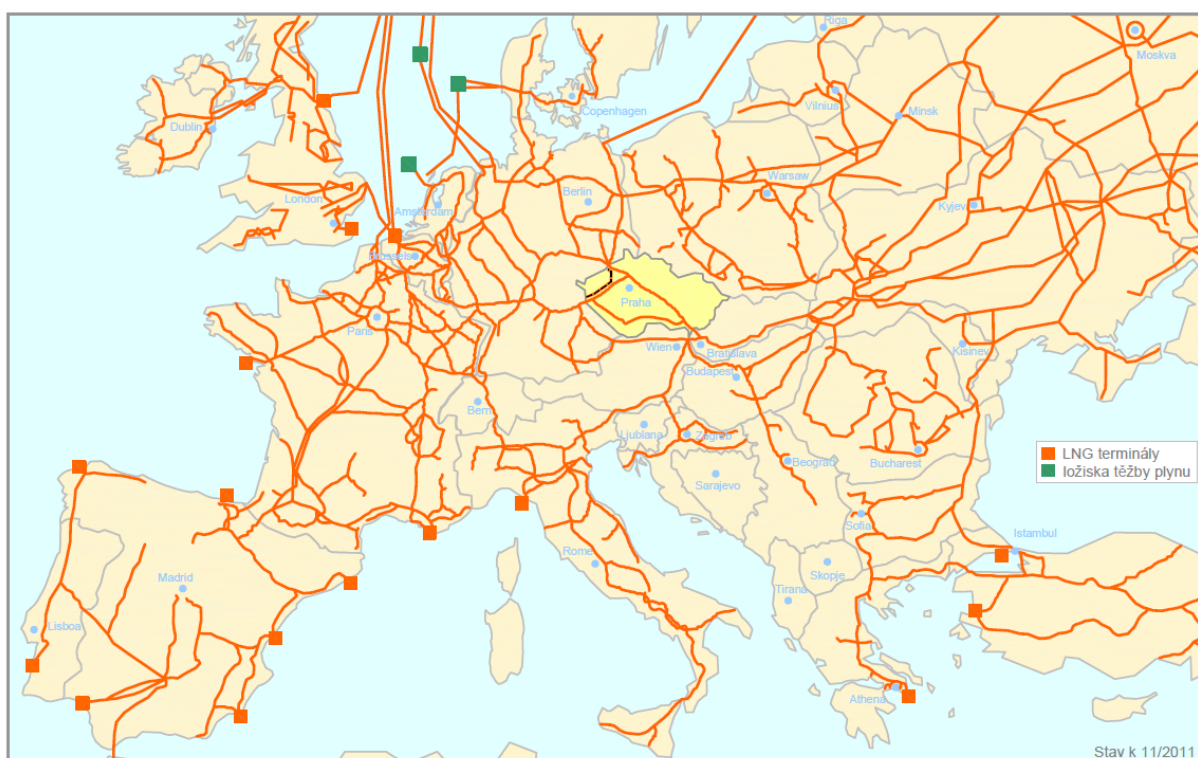 Riga
Moskva
Copenhagen
Vilnius
Minsk
Dublin
Warsaw
Berlin
London
Amsterdam
Kyjev
Brussels
Praha
Paris
Wien
Bratislava
Kisinev
Budapest
Bern
Ljublana
Zagreb
Bucharest
Beograd
LNG terminály
ložiska těžby plynu
Sarajevo
Sofia
Istambul
Rome
Skopje
Madrid
Tirana
Lisboa
Athena
Stav k 11/2011